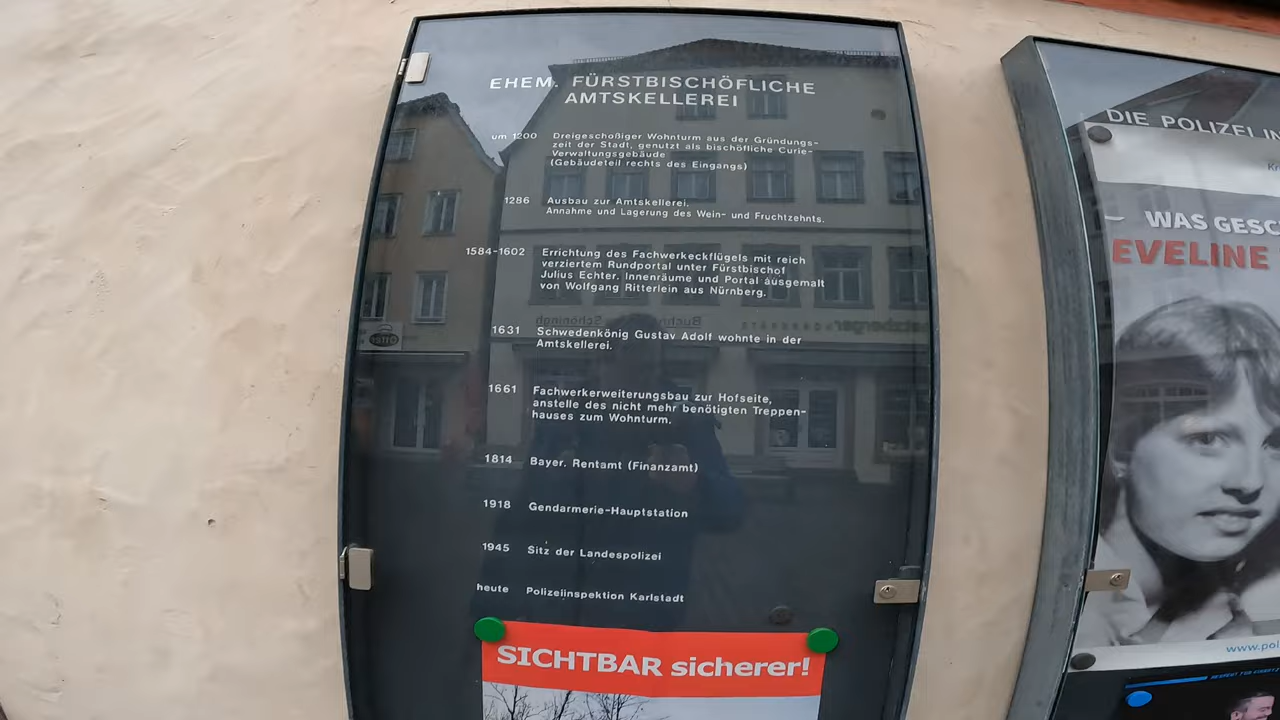 EHEM. FÜRSTBISCHÖFLICHE
AMTSKELLEREI
um 1200 Dreigeschoßiger Wohnturm aus der Gründungs-
zeit der Stadt, genutzt als bischöfliche Curie-
Verwaltungsgebäude
(Gebäudeteil rechts des Eingangs)
1286 Ausbau zur Amtskellerei.
Annahme und Lagerung des Wein- und Fruchtzehnts.
1584-1602 Errichtung des Fachwerkeckflügels mit reich
verziertem Rundportal unter Fürstbischof
Julius Echter. Innenräume und Portal ausgemalt
von Wolfgang Ritterlein aus Nürnberg.
1631 Schwedenkönig Gustav Adolf wohnte in der
Amtskellerei.
1661 Fachwerkerweiterungsbau zur Hofseite,
anstelle des nicht mehr benötigten Treppen-
hauses zum Wohnturm.
1814 Bayer. Rentamt (Finanzamt)
1918 Gendarmerie-Hauptstation
1945 Sitz der Landespolizei
heute Polizeiinspektion Karlstadt
SICHTBAR sicherer!
DIE POLIZEI IN
Kr
WAS GESC
EVELINE
www.pol